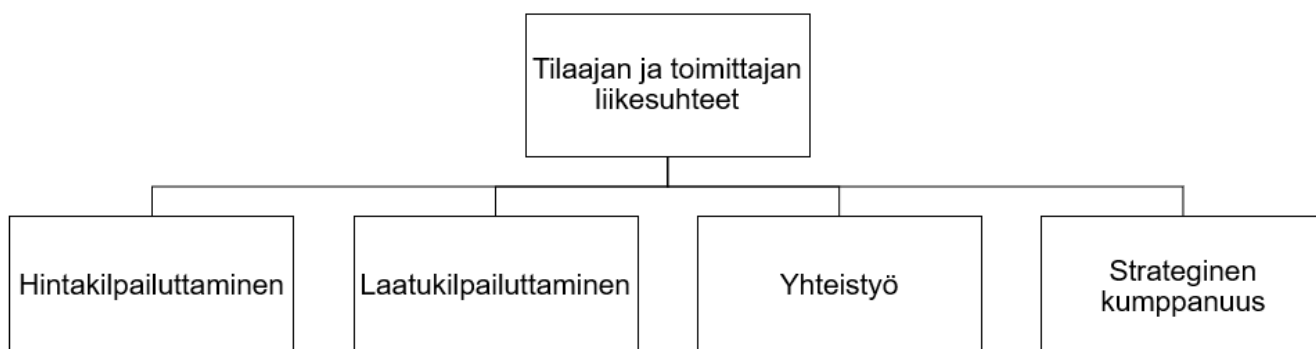 Tilaajan ja toimittajan
liikesuhteet
Hintakilpailuttaminen
Laatukilpailuttaminen
Yhteistyö
Strateginen
kumppanuus